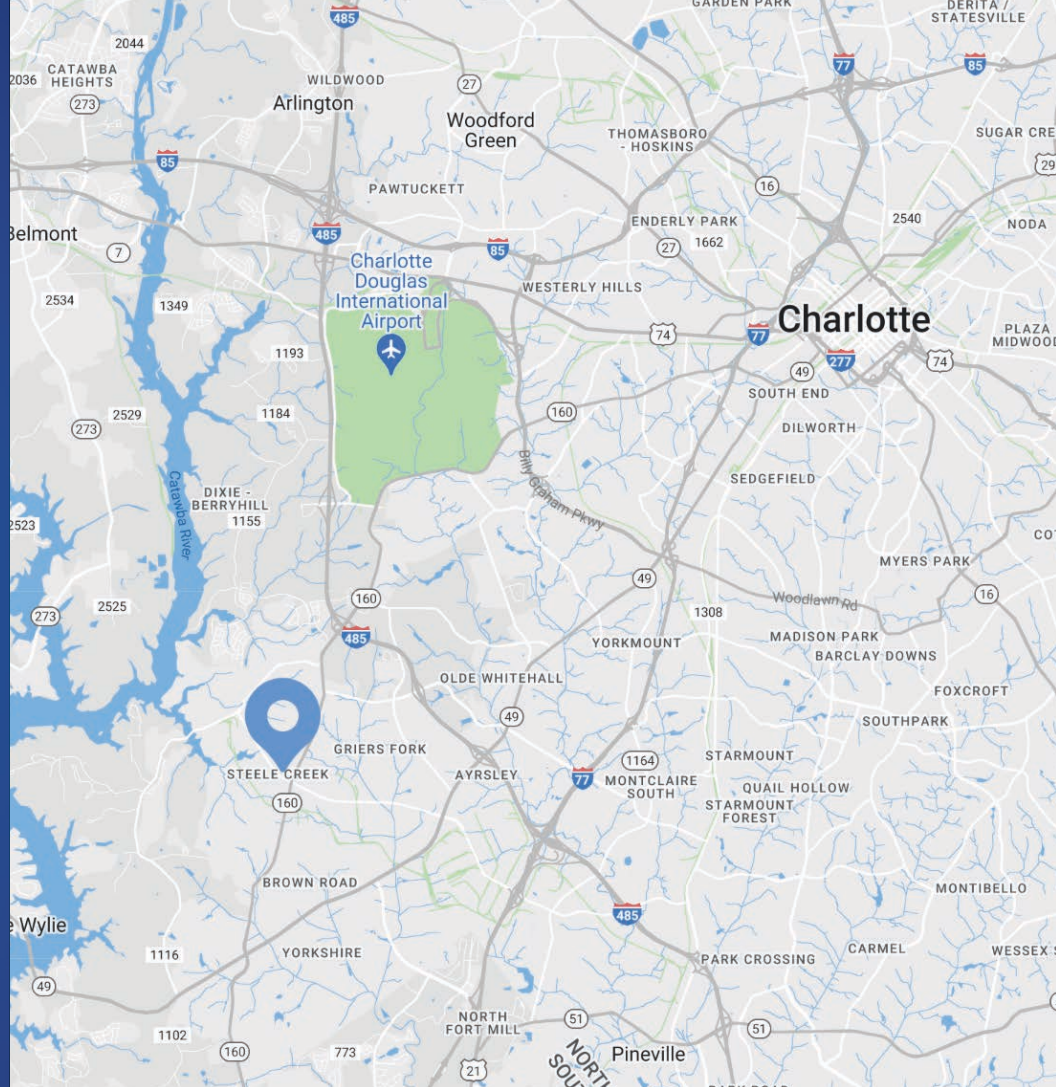 GARDEN PARK
DERITA /
STATESVILLE
485
2044
77
85
2036
CATAWBA
HEIGHTS
WILDWOOD
27
273
Arlington
Woodford
Green
THOMASBORO
- HOSKINS
SUGAR CRE
85
29
PAWTUCKETT
16
ENDERLY PARK
2540
NODA
Belmont
485
27
1662
7
85
Charlotte
Douglas
International
Airport
WESTERLY HILLS
2534
1349
Charlotte
74
77
PLAZA
MIDWOOD
1193
277
74
49
SOUTH END
1184
160
2529
273
DILWORTH
Billy Graham Pkwy
Catawba River
SEDGEFIELD
DIXIE -
BERRYHILL
1155
2523
COT
MYERS PARK
49
2525
160
16
273
Woodlawn Rd
1308
485
YORKMOUNT
MADISON PARK
BARCLAY DOWNS
OLDE WHITEHALL
FOXCROFT
49
SOUTHPARK
GRIERS FORK
1164
STARMOUNT
STEELE CREEK
AYRSLEY
77
MONTCLAIRE
SOUTH
QUAIL HOLLOW
160
STARMOUNT
FOREST
BROWN ROAD
MONTIBELLO
485
e Wylie
1116
YORKSHIRE
CARMEL
WESSEX S
PARK CROSSING
49
NORTH
FORT MILL
51
51
1102
160
773
NORTH
SOUT
Pineville
21
PARK ROAD